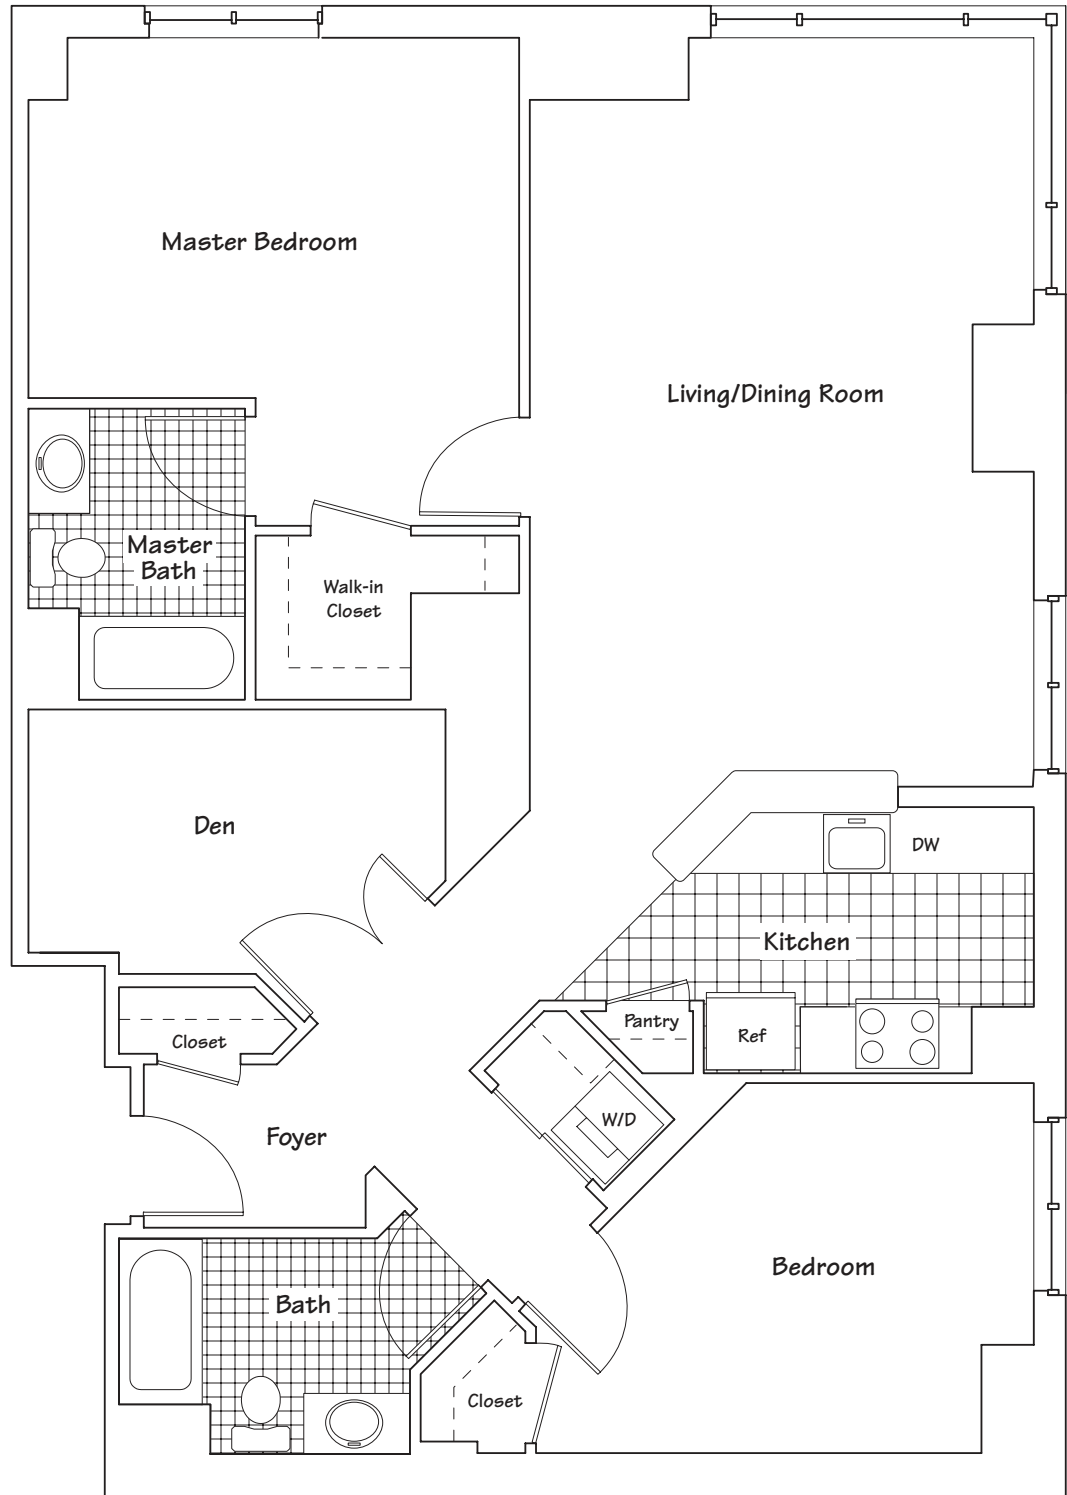 Master Bedroom
Living/Dining Room
Master
Bath
Walk-in
Closet
Den
DW
Kitchen
Pantry
Ref
Closet
W/D
Foyer
Bedroom
Bath
Closet